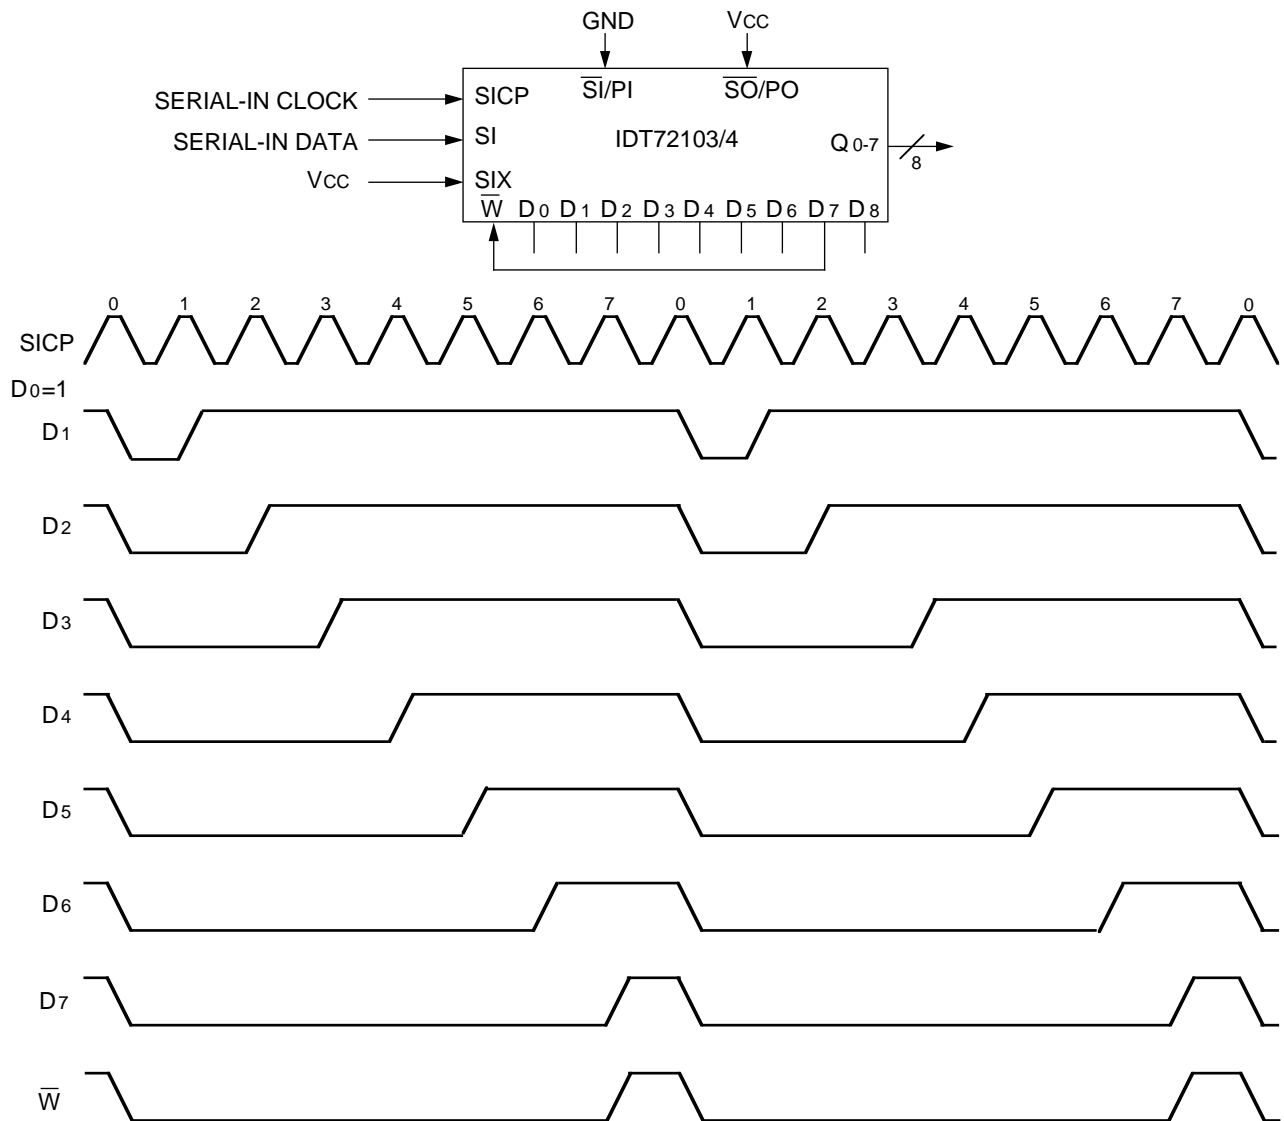 GND VCC
SERIAL-IN CLOCK SICP S̅I̅/PI S̅O̅/PO
SERIAL-IN DATA SI IDT72103/4 Q0-7
8
VCC SIX
W̅ D0 D1 D2 D3 D4 D5 D6 D7 D8
0 1 2 3 4 5 6 7 0 1 2 3 4 5 6 7 0
SICP
D0=1
D1
D2
D3
D4
D5
D6
D7
W̅